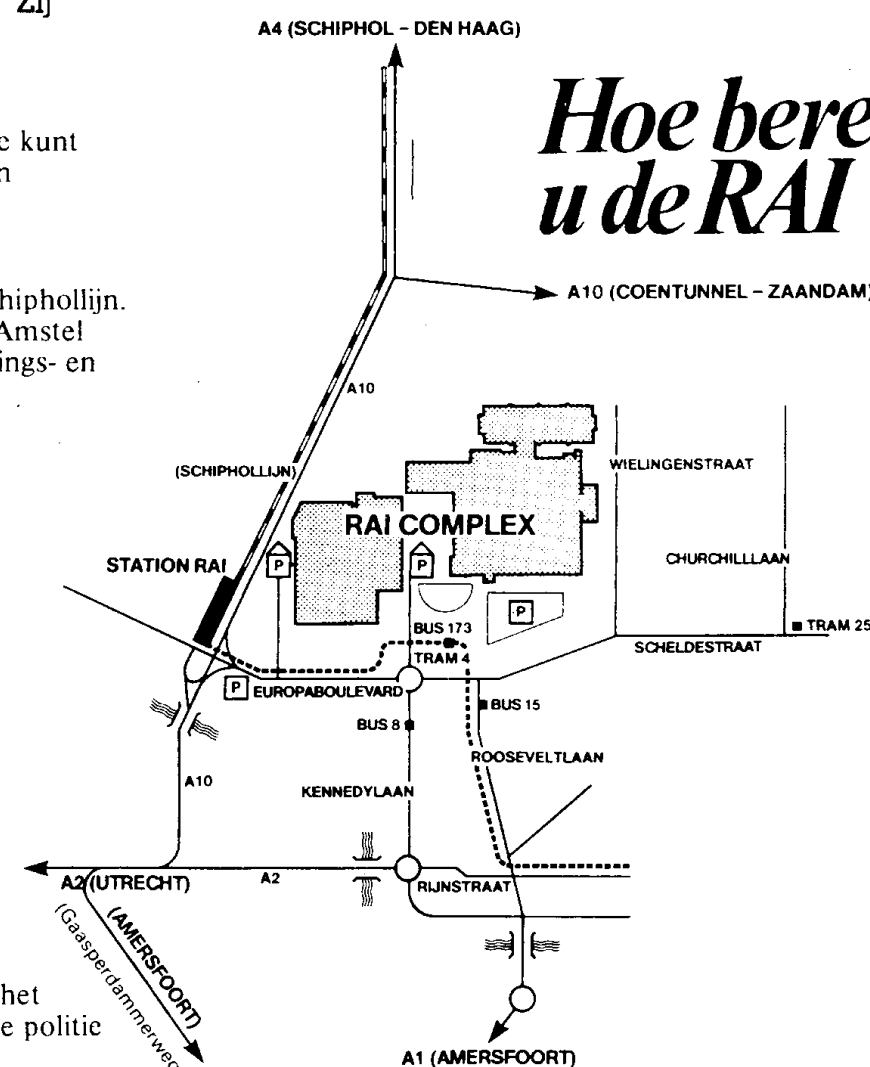 Zij
A4 (SCHIPHOL – DEN HAAG)
e kunt
n
Hoe bere
u de RAI
hiphollijn.
Amstel
ings- en
A10 (COENTUNNEL – ZAANDAM)
A10
(SCHIPHOLLIJN)
WIELINGENSTRAAT
RAI COMPLEX
STATION RAI
P
P
CHURCHILLLAAN
P
BUS 173
TRAM 25
TRAM 4
SCHELDESTRAAT
P
EUROPABOULEVARD
BUS 15
BUS 8
ROOSEVELTLAAN
A10
KENNEDYLAAN
A2 (UTRECHT)
A2
RIJNSTRAAT
(AMERSFOORT)
(Gaasperdammerweg
het
e politie
A1 (AMERSFOORT)